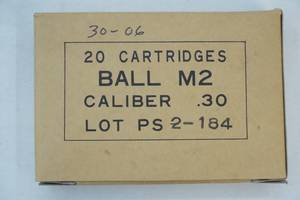 30-06
20 CARTRIDGES
BALL M2
CALIBER .30
LOT PS 2-184